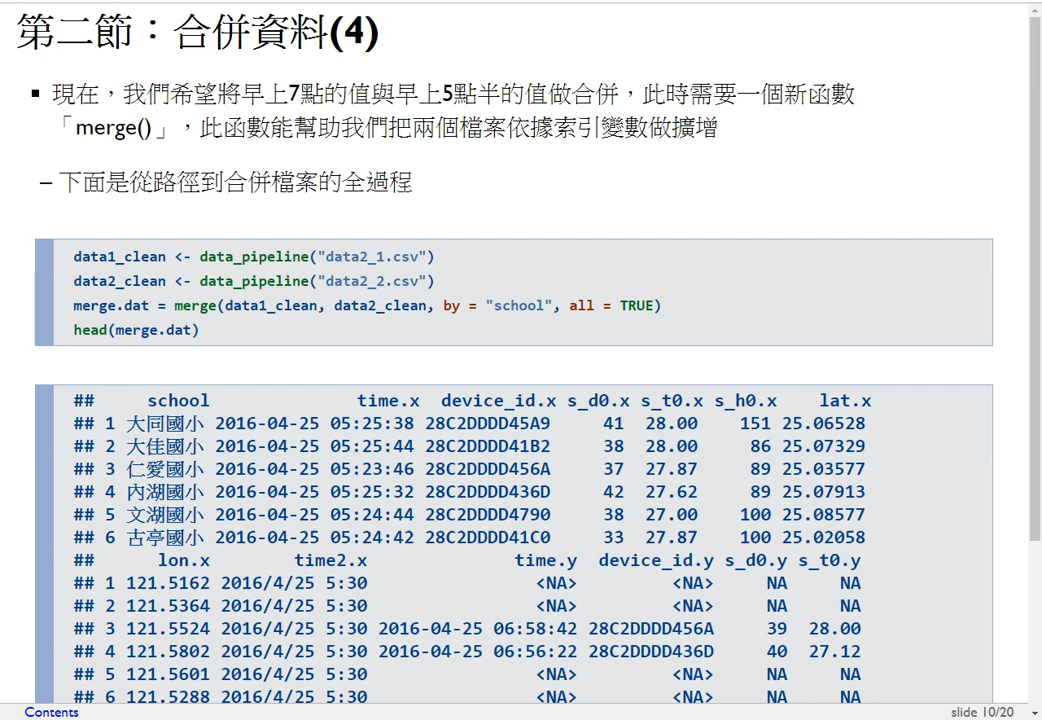 第二節：合併資料(4)
▪ 現在，我們希望將早上7點的值與早上5點半的值做合併，此時需要一個新函數
「merge()」，此函數能幫助我們把兩個檔案依據索引變數做擴增
– 下面是從路徑到合併檔案的全過程
data1_clean <- data_pipeline("data2_1.csv")
data2_clean <- data_pipeline("data2_2.csv")
merge.dat = merge(data1_clean, data2_clean, by = "school", all = TRUE)
head(merge.dat)
## school time.x device_id.x s_d0.x s_t0.x s_h0.x lat.x
## 1 大同國小 2016-04-25 05:25:38 28C2DDDD45A9 41 28.00 151 25.06528
## 2 大佳國小 2016-04-25 05:25:44 28C2DDDD41B2 38 28.00 86 25.07329
## 3 仁愛國小 2016-04-25 05:23:46 28C2DDDD456A 37 27.87 89 25.03577
## 4 內湖國小 2016-04-25 05:25:32 28C2DDDD436D 42 27.62 89 25.07913
## 5 文湖國小 2016-04-25 05:24:44 28C2DDDD4790 38 27.00 100 25.08577
## 6 古亭國小 2016-04-25 05:24:42 28C2DDDD41C0 33 27.87 100 25.02058
## lon.x time2.x time.y device_id.y s_d0.y s_t0.y
## 1 121.5162 2016/4/25 5:30 <NA> <NA> NA NA
## 2 121.5364 2016/4/25 5:30 <NA> <NA> NA NA
## 3 121.5524 2016/4/25 5:30 2016-04-25 06:58:42 28C2DDDD456A 39 28.00
## 4 121.5802 2016/4/25 5:30 2016-04-25 06:56:22 28C2DDDD436D 40 27.12
## 5 121.5601 2016/4/25 5:30 <NA> <NA> NA NA
## 6 121.5288 2016/4/25 5:30 <NA> <NA> NA NA
Contents
slide 10/20